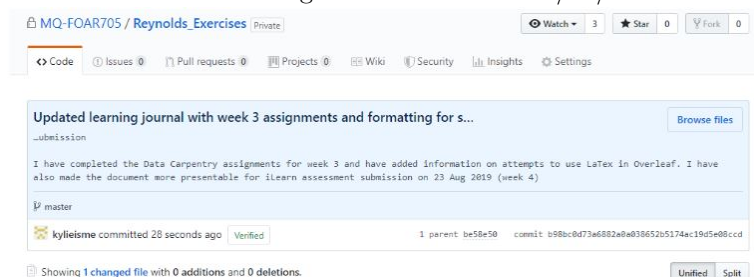 MQ-FOAR705 / Reynolds_Exercises Private
Watch 3 Star 0 Fork 0
Code Issues 0 Pull requests 0 Projects 0 Wiki Security Insights Settings
Updated learning journal with week 3 assignments and formatting for s...
Browse files
…ubmission
I have completed the Data Carpentry assignments for week 3 and have added information on attempts to use LaTex in Overleaf. I have
also made the document more presentable for iLearn assessment submission on 23 Aug 2019 (week 4)
master
kylieisme committed 28 seconds ago Verified
1 parent be58e50 commit b98bc0d73a6882a0a038652b5174ac19d5e08ccd
Showing 1 changed file with 0 additions and 0 deletions.
Unified Split